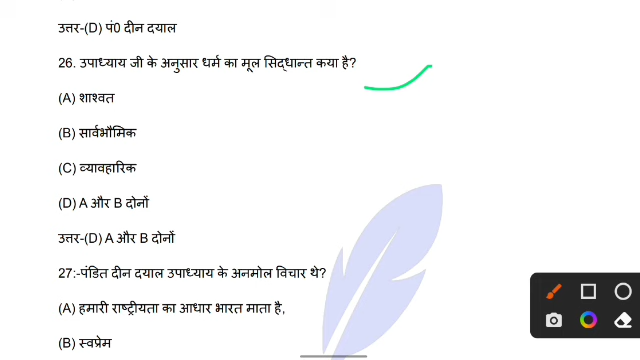 उत्तर-(D) पं0 दीन दयाल
26. उपाध्याय जी के अनुसार धर्म का मूल सिद्धान्त कया है?
(A) शाश्वत
(B) सार्वभौमिक
(C) व्यावहारिक
(D) A और B दोनों
उत्तर-(D) A और B दोनों
27:-पंडित दीन दयाल उपाध्याय के अनमोल विचार थे?
(A) हमारी राष्ट्रीयता का आधार भारत माता है,
(B) स्वप्रेम